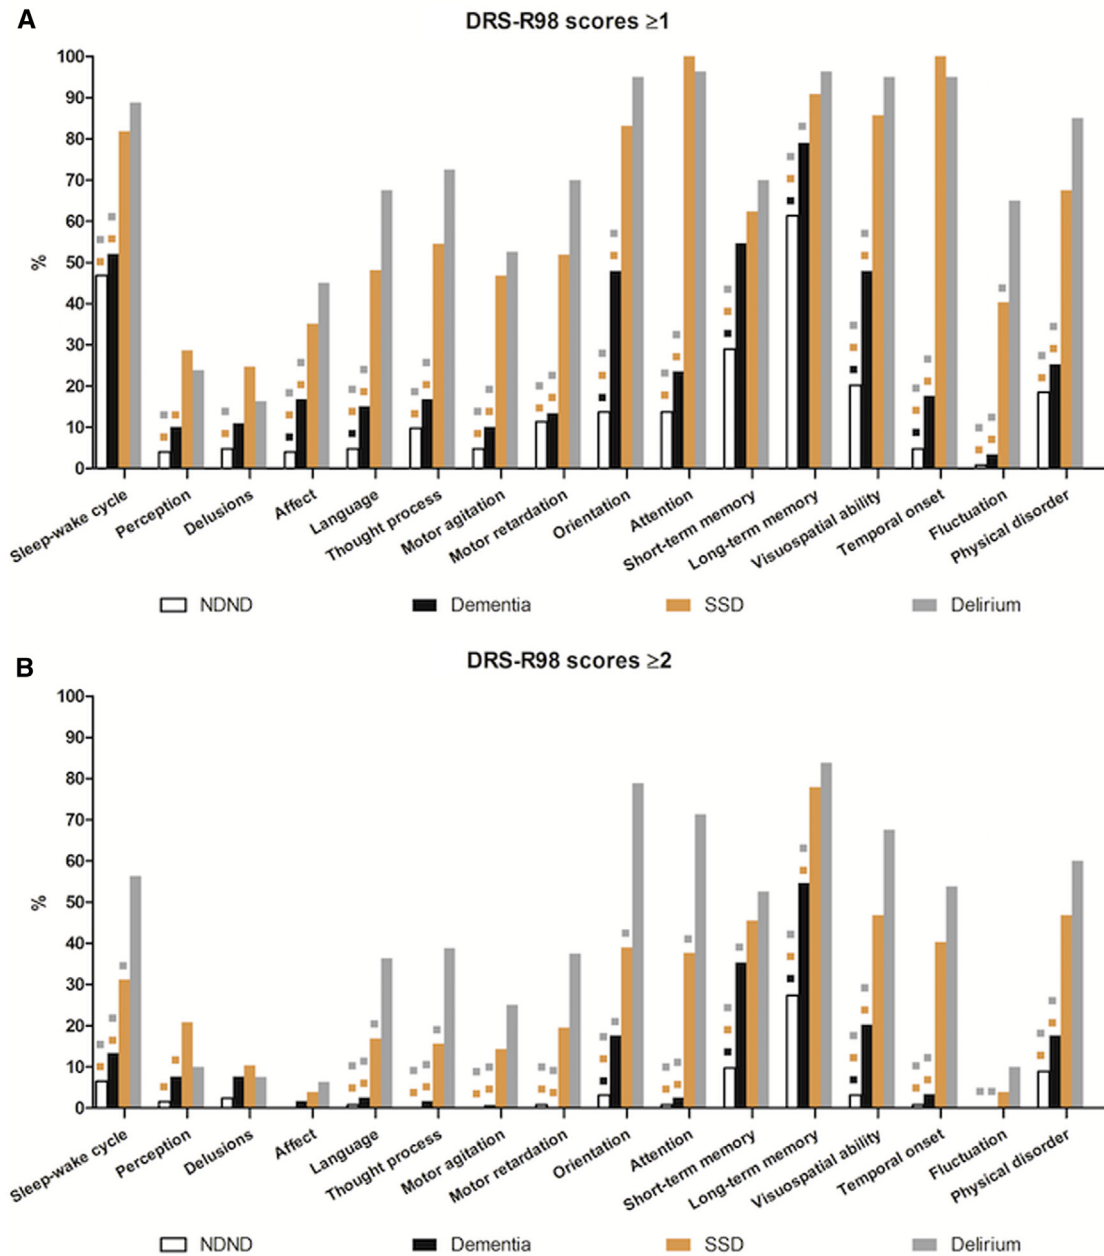 A
DRS-R98 scores ≥1
100
90
80
70
60
50
40
30
20
10
0
%
Sleep-wake cycle
Perception
Delusions
Affect
Language
Thought process
Motor agitation
Motor retardation
Orientation
Attention
Short-term memory
Long-term memory
Visuospatial ability
Temporal onset
Fluctuation
Physical disorder
NDND Dementia SSD Delirium
B
DRS-R98 scores ≥2
100
90
80
70
60
50
40
30
20
10
0
%
Sleep-wake cycle
Perception
Delusions
Affect
Language
Thought process
Motor agitation
Motor retardation
Orientation
Attention
Short-term memory
Long-term memory
Visuospatial ability
Temporal onset
Fluctuation
Physical disorder
NDND Dementia SSD Delirium